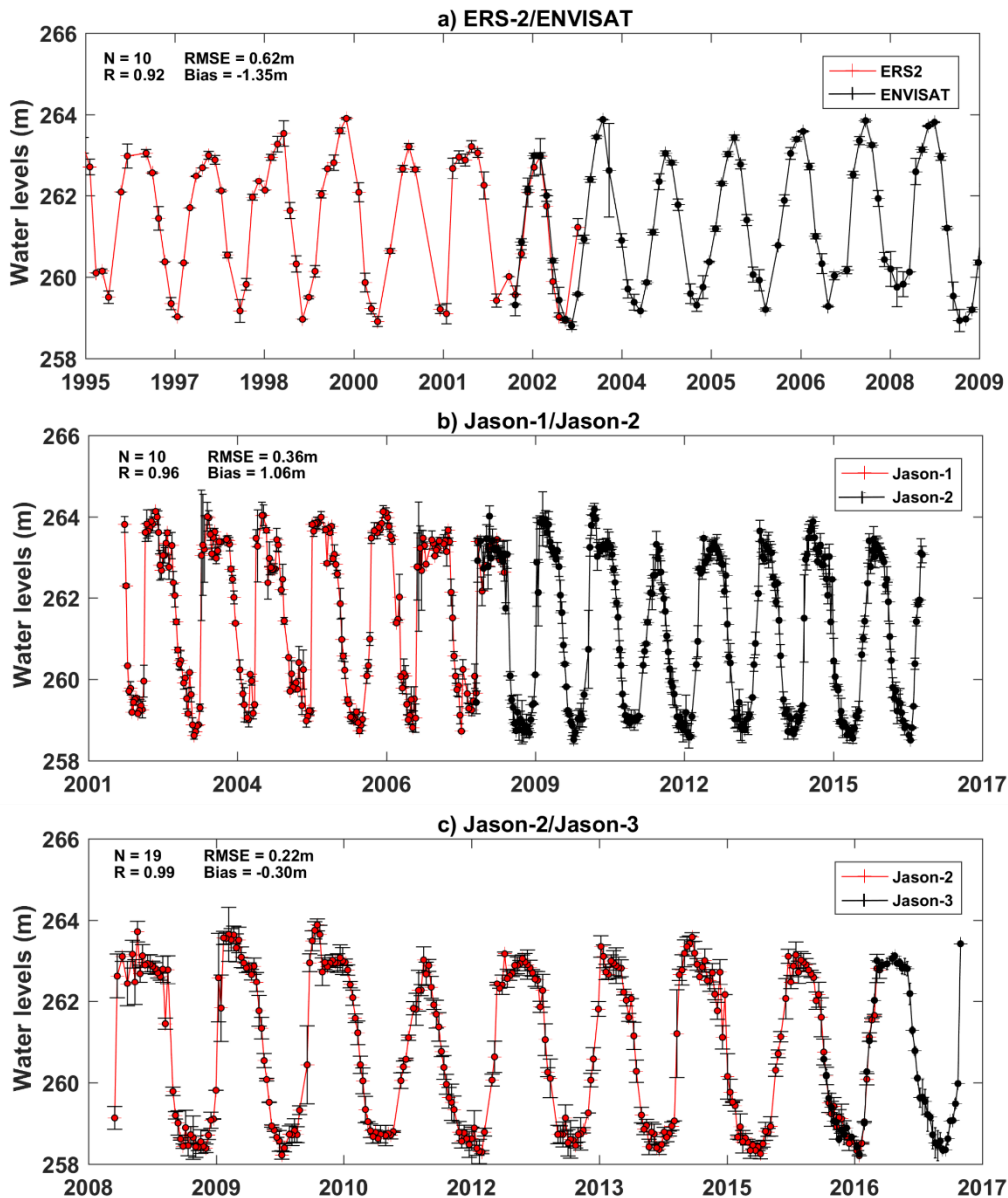 a) ERS-2/ENVISAT
266
N = 10 RMSE = 0.62m
R = 0.92 Bias = -1.35m
ERS2
ENVISAT
264
262
260
258
Water levels (m)
1995 1997 1998 2000 2001 2002 2004 2005 2006 2008 2009
b) Jason-1/Jason-2
266
N = 10 RMSE = 0.36m
R = 0.96 Bias = 1.06m
Jason-1
Jason-2
264
262
260
258
Water levels (m)
2001 2004 2006 2009 2012 2015 2017
c) Jason-2/Jason-3
266
N = 19 RMSE = 0.22m
R = 0.99 Bias = -0.30m
Jason-2
Jason-3
264
262
260
258
Water levels (m)
2008 2009 2010 2012 2013 2015 2016 2017